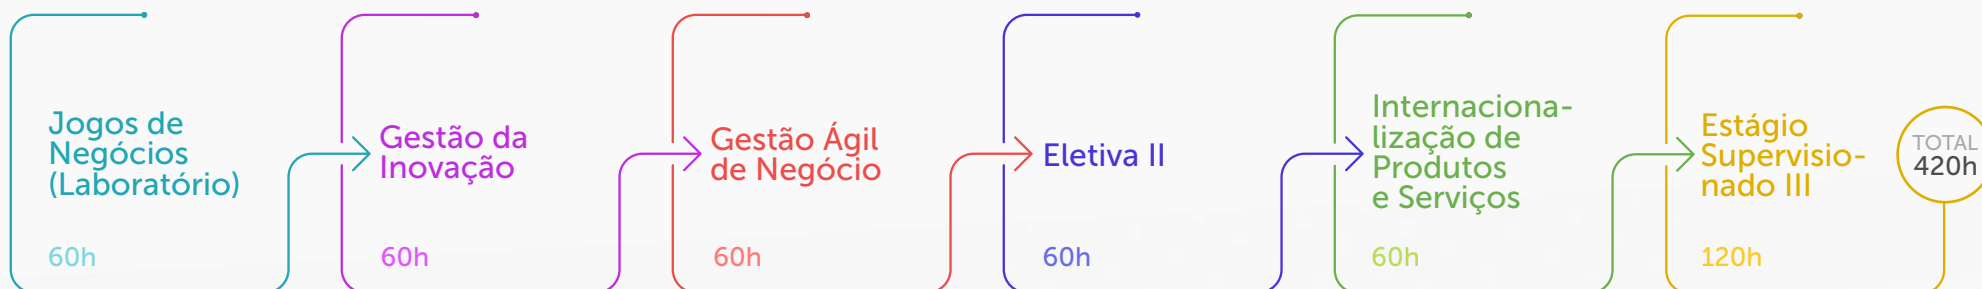 Jogos de
Negócios
(Laboratório)
60h
Gestão da
Inovação
60h
Gestão Ágil
de Negócio
60h
Eletiva II
60h
Internaciona-
lização de
Produtos
e Serviços
60h
Estágio
Supervisio-
nado III
120h
TOTAL
420h